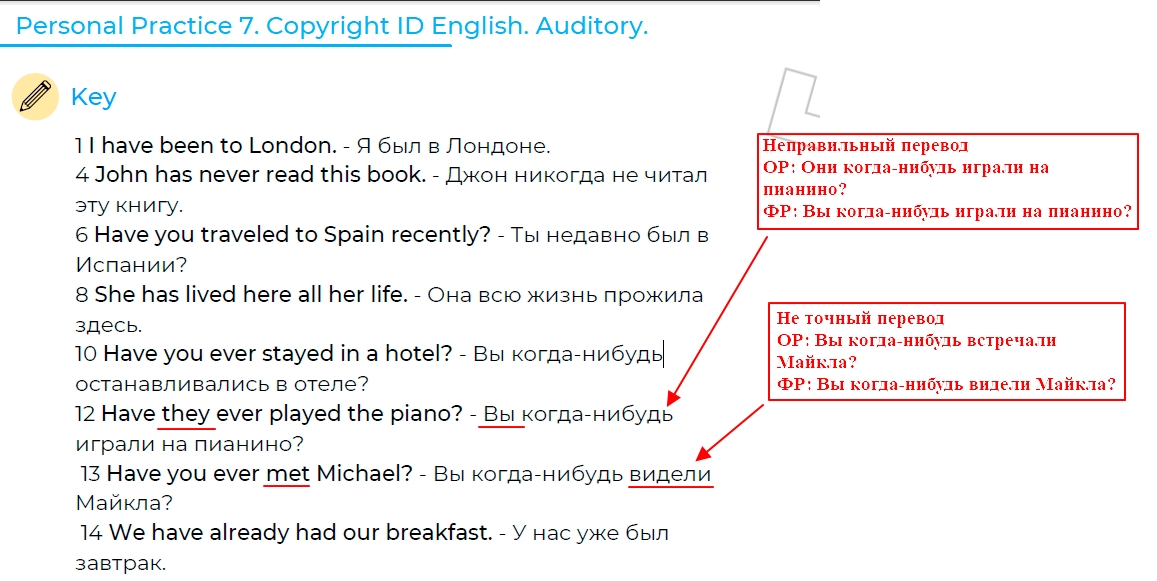 Personal Practice 7. Copyright ID English. Auditory.
Key
1 I have been to London. - Я был в Лондоне.
4 John has never read this book. - Джон никогда не читал
эту книгу.
6 Have you traveled to Spain recently? - Ты недавно был в
Испании?
8 She has lived here all her life. - Она всю жизнь прожила
здесь.
10 Have you ever stayed in a hotel? - Вы когда-нибудь
останавливались в отеле?
12 Have they ever played the piano? - Вы когда-нибудь
играли на пианино?
13 Have you ever met Michael? - Вы когда-нибудь видели
Майкла?
14 We have already had our breakfast. - У нас уже был
завтрак.
Неправильный перевод
ОР: Они когда-нибудь играли на
пианино?
ФР: Вы когда-нибудь играли на пианино?
Не точный перевод
ОР: Вы когда-нибудь встречали
Майкла?
ФР: Вы когда-нибудь видели Майкла?